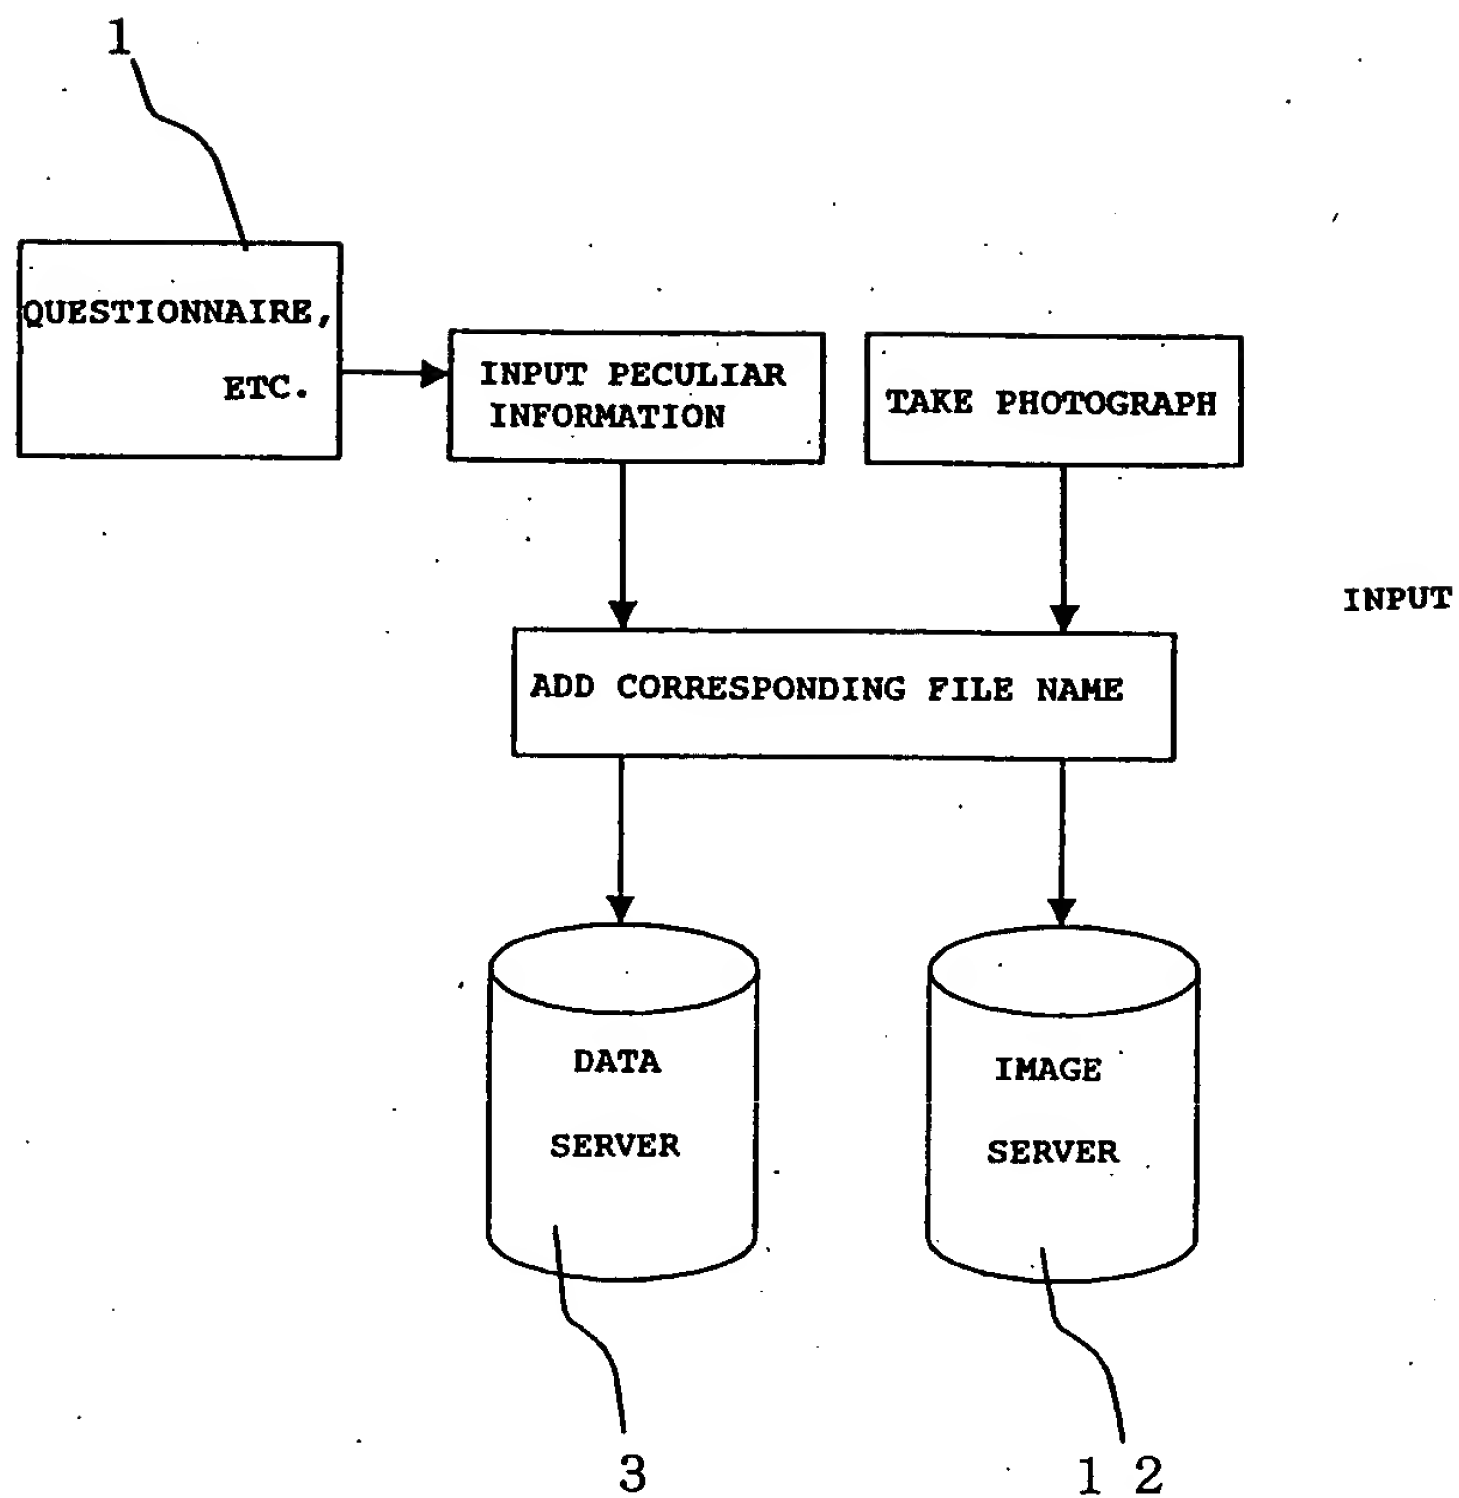 1
QUESTIONNAIRE,
ETC.
INPUT PECULIAR
INFORMATION
TAKE PHOTOGRAPH
INPUT
ADD CORRESPONDING FILE NAME
DATA
SERVER
IMAGE
SERVER
3
1 2